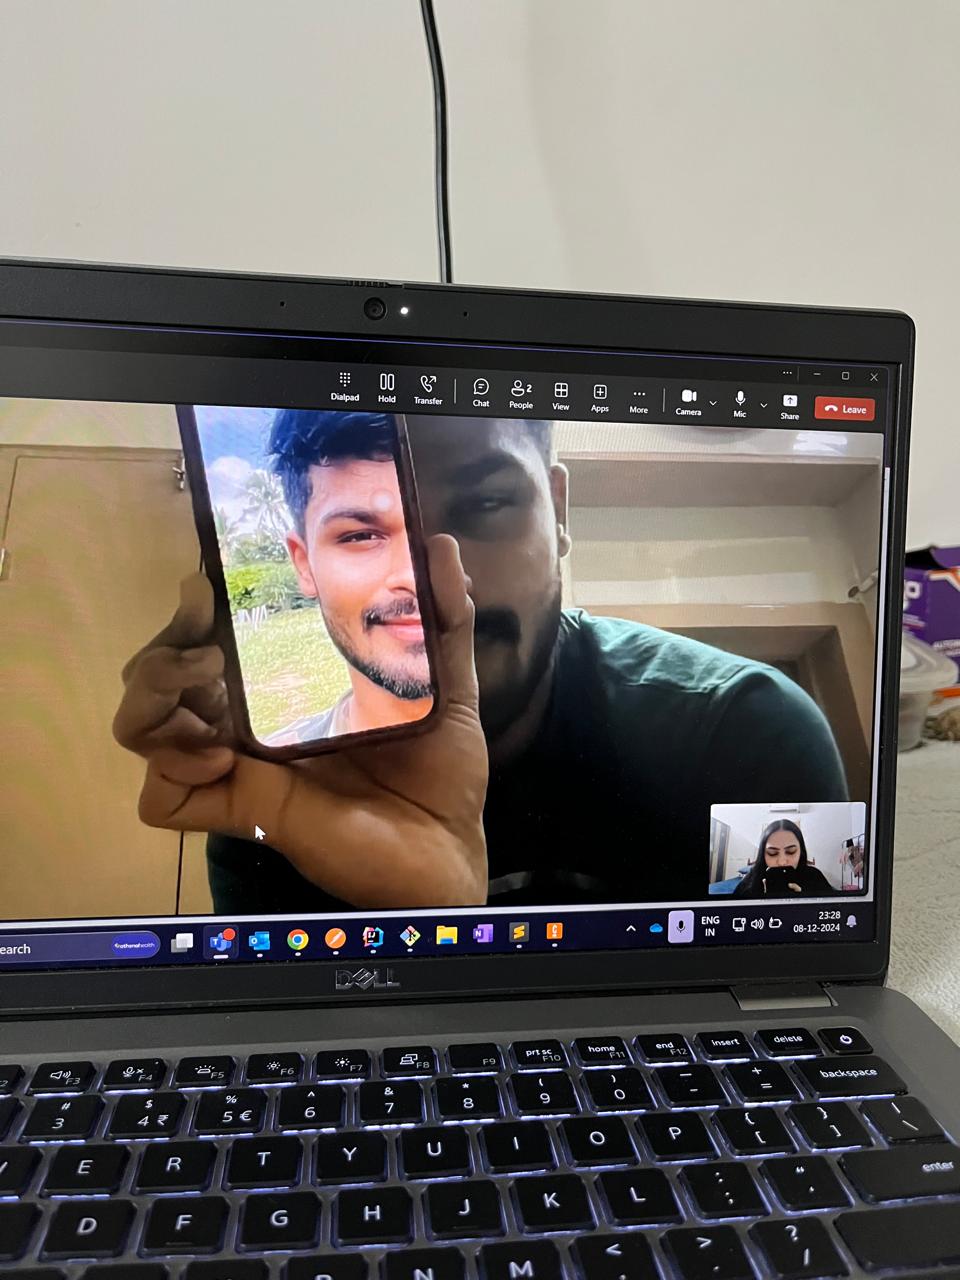 Dialpad
Hold
Transfer
Chat
2
People
View
Apps
More
Camera
Mic
Share
Leave
earch
ENG
IN
23:28
08-12-2024
DELL
F3
F4
F5
F6
F7
F8
F9
prt sc
F10
home
F11
end
F12
insert
delete
#
3
$
4 ₹
%
5 €
^
6
&
7
*
8
(
9
)
0
_
-
+
=
backspace
E R T Y U I O P { [ } ] | \
enter
D F G H J K L : ; " '
N M < > ? /